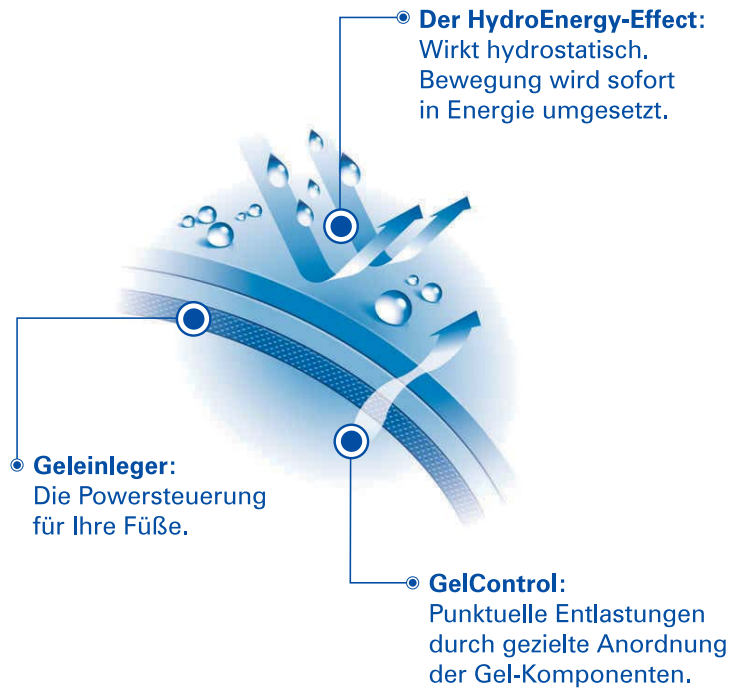 Der HydroEnergy-Effect:
Wirkt hydrostatisch.
Bewegung wird sofort
in Energie umgesetzt.
Geleinleger:
Die Powersteuerung
für Ihre Füße.
GelControl:
Punktuelle Entlastungen
durch gezielte Anordnung
der Gel-Komponenten.